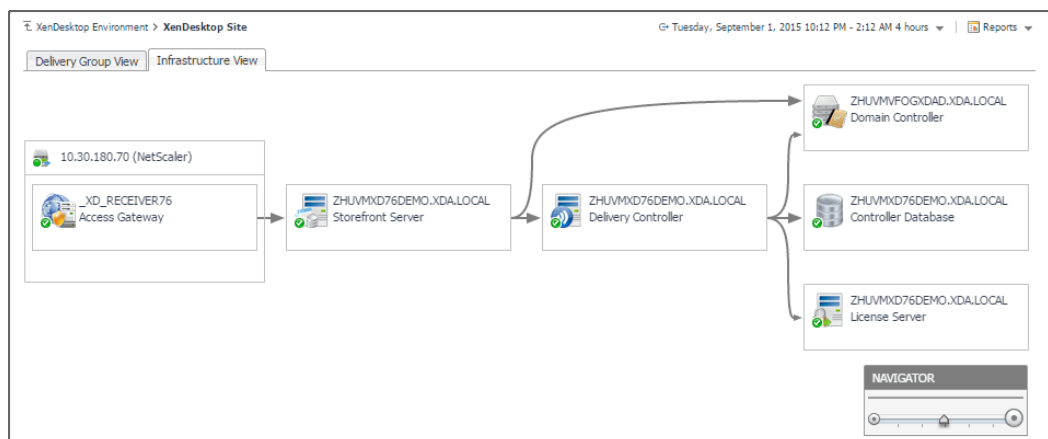 XenDesktop Environment > XenDesktop Site
Tuesday, September 1, 2015 10:12 PM - 2:12 AM 4 hours
Reports
Delivery Group View
Infrastructure View
10.30.180.70 (NetScaler)
_XD_RECEIVER76
Access Gateway
ZHUVMXD76DEMO.XDA.LOCAL
Storefront Server
ZHUVMXD76DEMO.XDA.LOCAL
Delivery Controller
ZHUVMVFOGXDAD.XDA.LOCAL
Domain Controller
ZHUVMXD76DEMO.XDA.LOCAL
Controller Database
ZHUVMXD76DEMO.XDA.LOCAL
License Server
NAVIGATOR